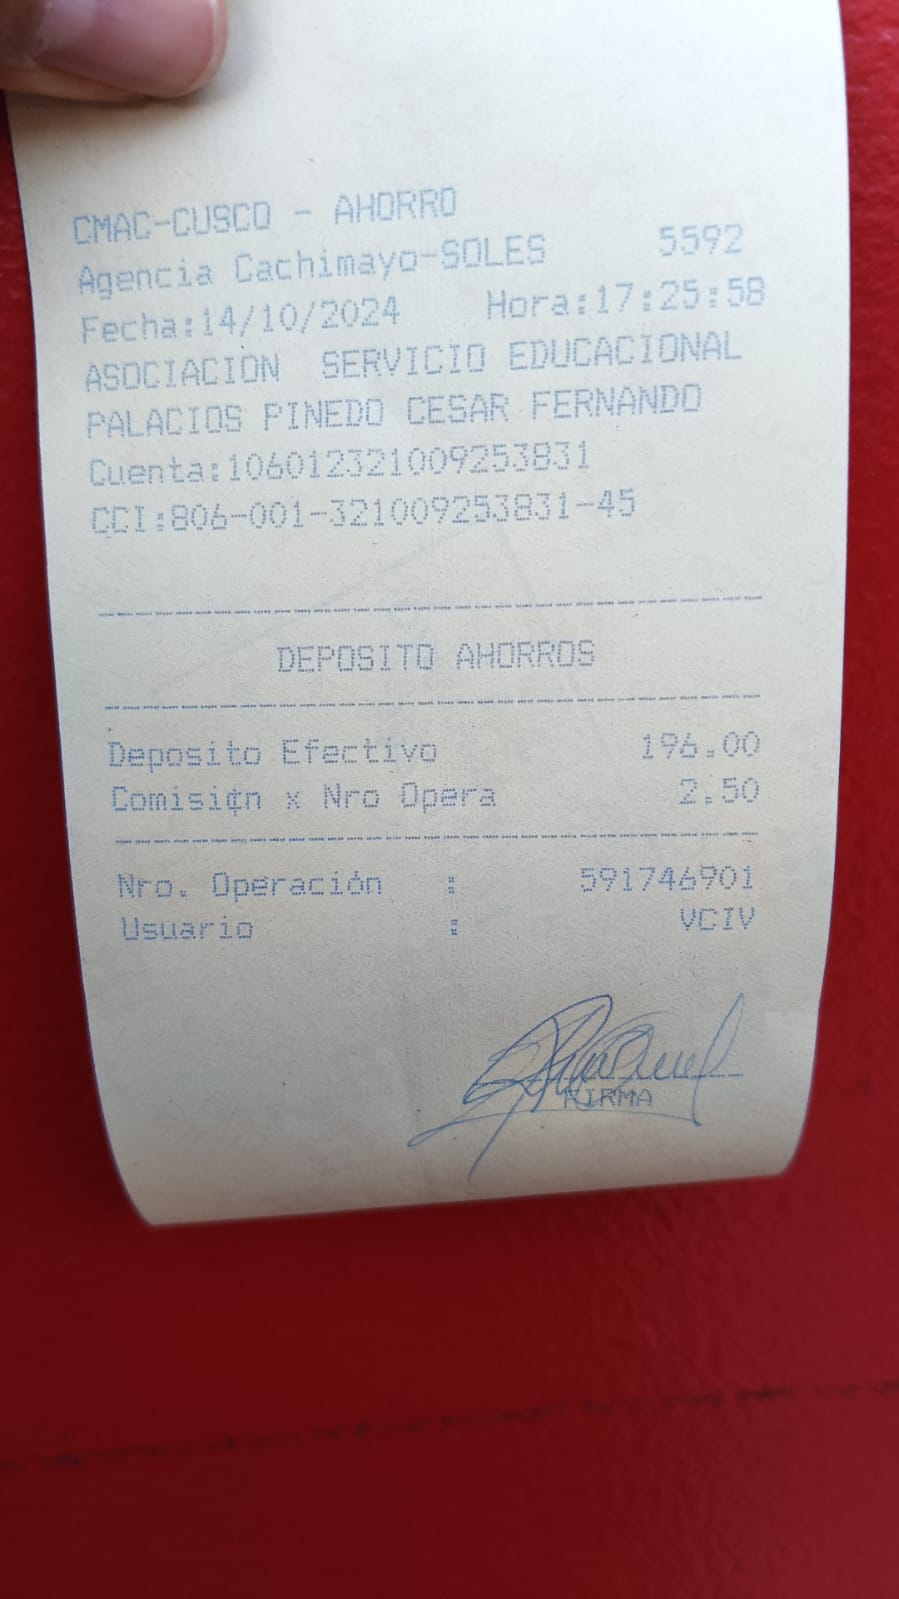 CMAC-CUSCO - AHORRO
Agencia Cachimayo-SOLES 5592
Fecha:14/10/2024 Hora:17:25:58
ASOCIACION SERVICIO EDUCACIONAL
PALACIOS PINEDO CESAR FERNANDO
Cuenta:106012321009253831
CCI:806-001-321009253831-45
DEPOSITO AHORROS
Deposito Efectivo 196.00
Comisión x Nro Opera 2.50
Nro. Operación : 591746901
Usuario : VCIV
FIRMA